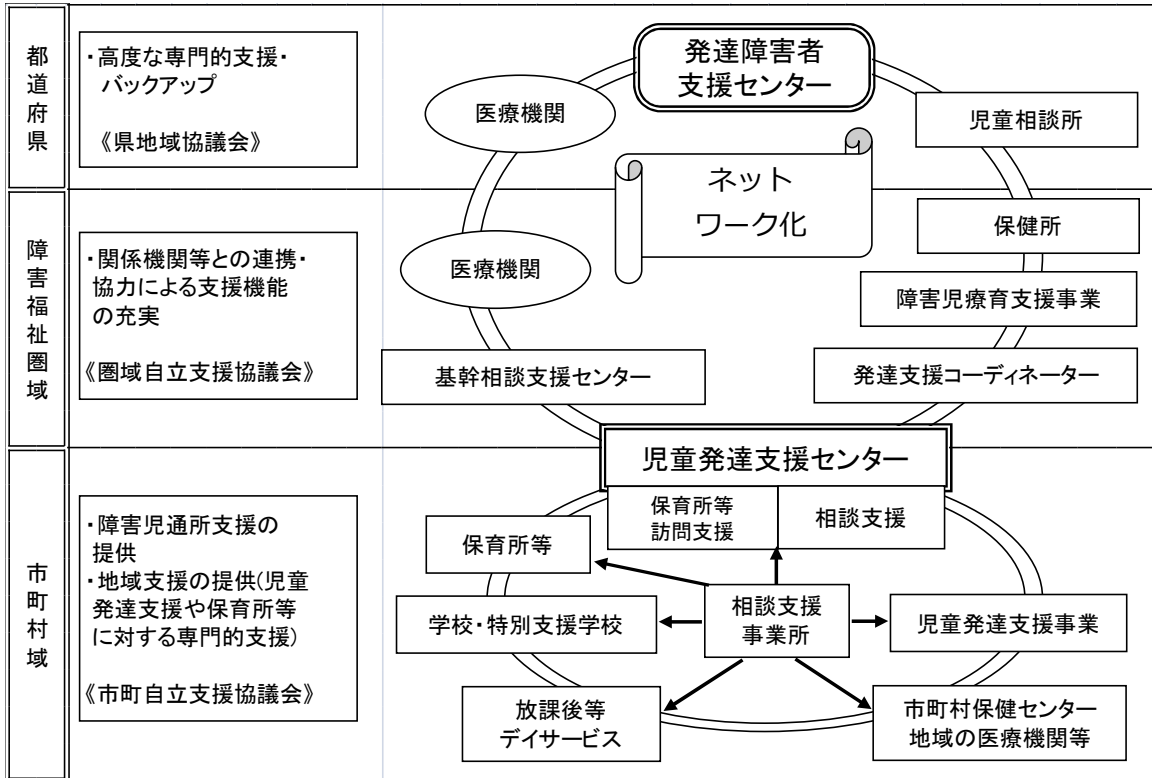 都道府県
・高度な専門的支援・
バックアップ
《県地域協議会》
発達障害者
支援センター
医療機関
児童相談所
ネット
ワーク化
障害福祉圏域
・関係機関等との連携・
協力による支援機能
の充実
《圏域自立支援協議会》
保健所
医療機関
障害児療育支援事業
基幹相談支援センター
発達支援コーディネーター
市町村域
・障害児通所支援の
提供
・地域支援の提供(児童
発達支援や保育所等
に対する専門的支援)
《市町自立支援協議会》
児童発達支援センター
保育所等
訪問支援
相談支援
保育所等
学校・特別支援学校
相談支援
事業所
児童発達支援事業
放課後等
デイサービス
市町村保健センター
地域の医療機関等